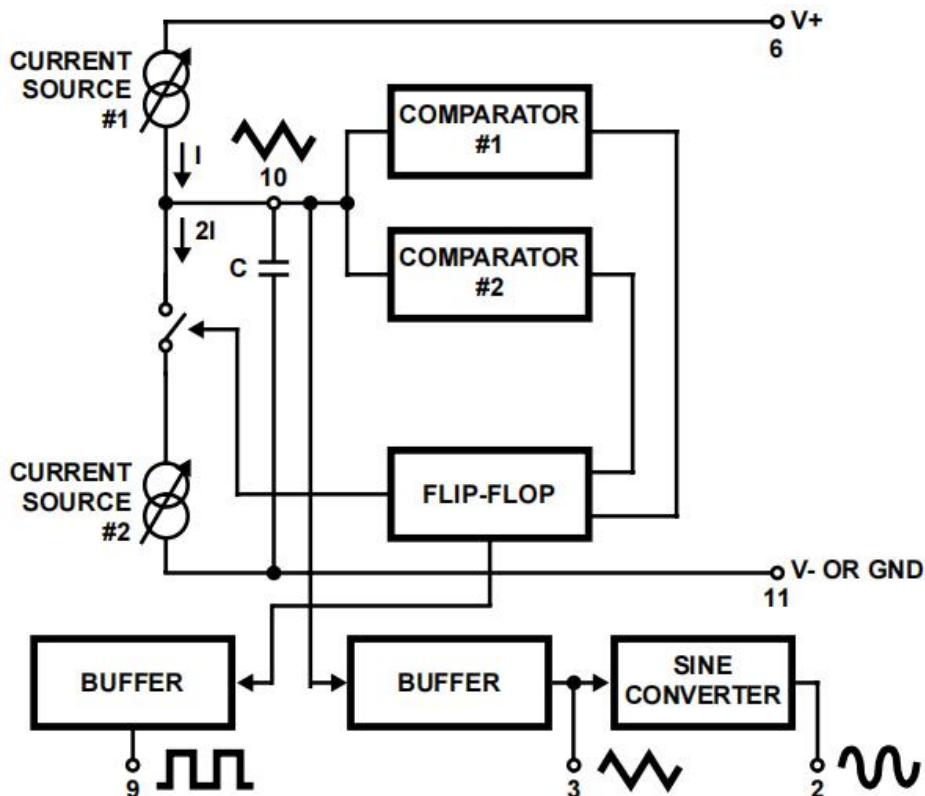 V+
6
CURRENT
SOURCE
#1
I
10
2I
C
COMPARATOR
#1
COMPARATOR
#2
CURRENT
SOURCE
#2
FLIP-FLOP
V- OR GND
11
BUFFER
BUFFER
SINE
CONVERTER
9
3
2